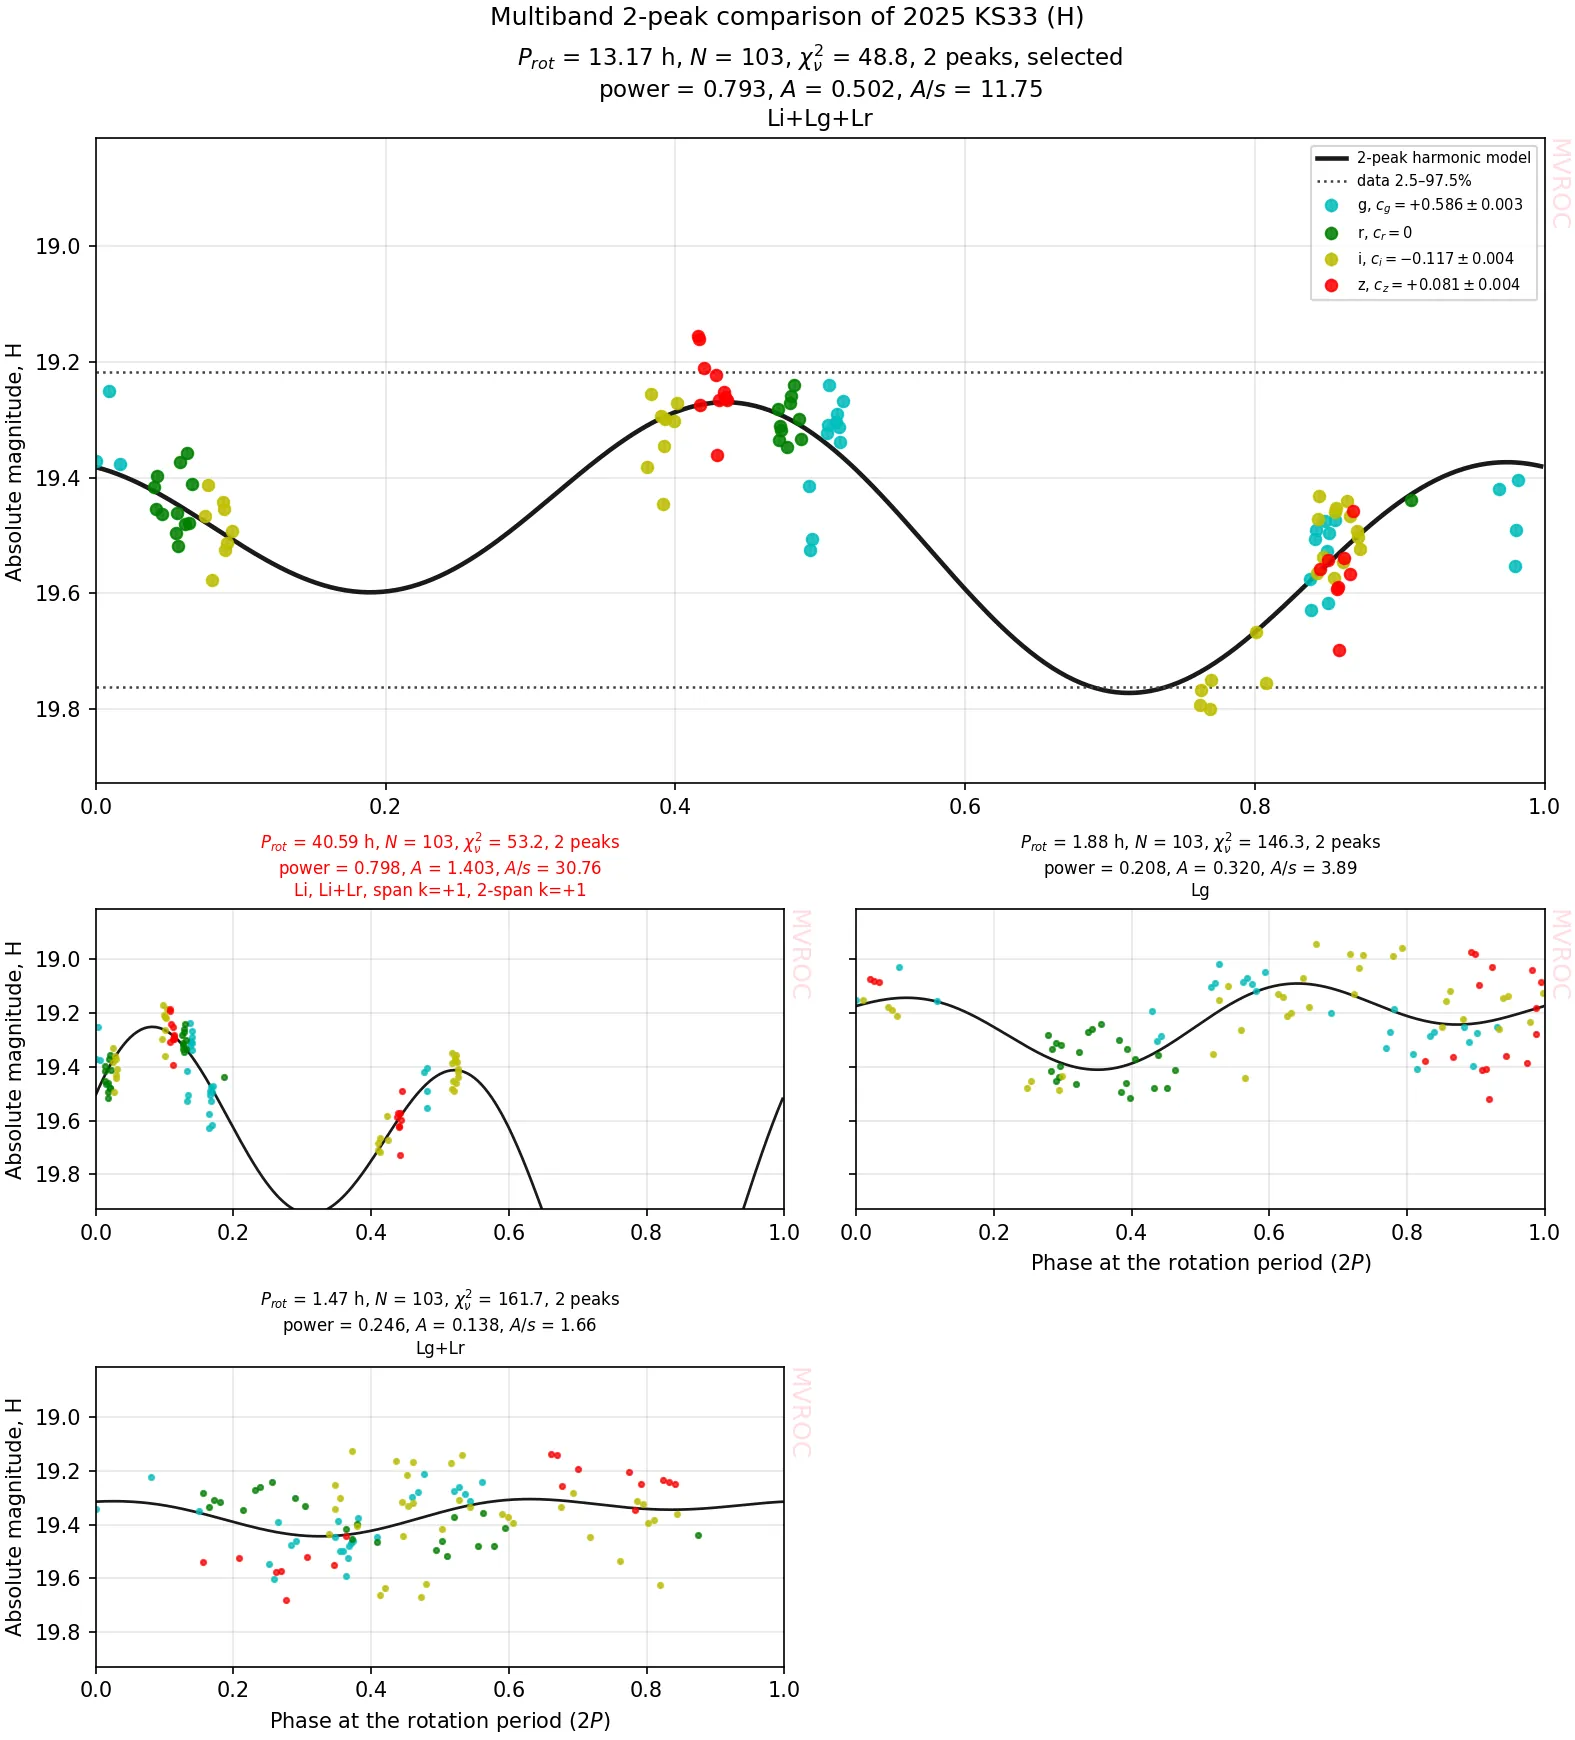 Multiband 2-peak comparison of 2025 KS33 (H)
P_rot = 13.17 h, N = 103, χ²_ν = 48.8, 2 peaks, selected
power = 0.793, A = 0.502, A/s = 11.75
Li+Lg+Lr
2-peak harmonic model
data 2.5–97.5%
g, c_g = +0.586 ± 0.003
r, c_r = 0
i, c_i = −0.117 ± 0.004
z, c_z = +0.081 ± 0.004
MVROC
Absolute magnitude, H
19.0
19.2
19.4
19.6
19.8
0.0 0.2 0.4 0.6 0.8 1.0
P_rot = 40.59 h, N = 103, χ²_ν = 53.2, 2 peaks
power = 0.798, A = 1.403, A/s = 30.76
Li, Li+Lr, span k=+1, 2-span k=+1
MVROC
Absolute magnitude, H
19.0
19.2
19.4
19.6
19.8
0.0 0.2 0.4 0.6 0.8 1.0
P_rot = 1.88 h, N = 103, χ²_ν = 146.3, 2 peaks
power = 0.208, A = 0.320, A/s = 3.89
Lg
MVROC
0.0 0.2 0.4 0.6 0.8 1.0
Phase at the rotation period (2P)
P_rot = 1.47 h, N = 103, χ²_ν = 161.7, 2 peaks
power = 0.246, A = 0.138, A/s = 1.66
Lg+Lr
MVROC
Absolute magnitude, H
19.0
19.2
19.4
19.6
19.8
0.0 0.2 0.4 0.6 0.8 1.0
Phase at the rotation period (2P)